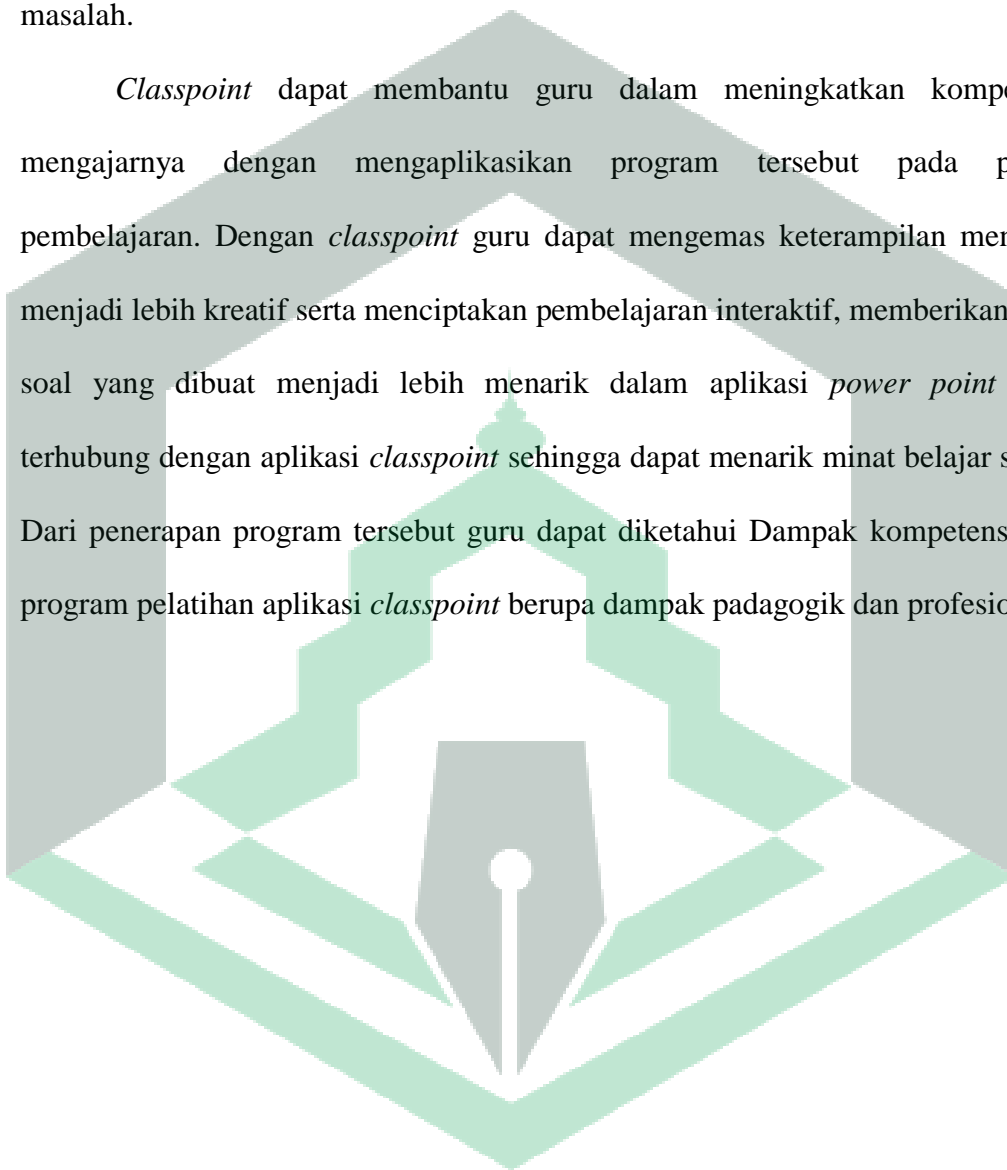 masalah.
Classpoint dapat membantu guru dalam meningkatkan kompe
mengajarnya dengan mengaplikasikan program tersebut pada p
pembelajaran. Dengan classpoint guru dapat mengemas keterampilan men
menjadi lebih kreatif serta menciptakan pembelajaran interaktif, memberikan
soal yang dibuat menjadi lebih menarik dalam aplikasi power point
terhubung dengan aplikasi classpoint sehingga dapat menarik minat belajar s
Dari penerapan program tersebut guru dapat diketahui Dampak kompetens
program pelatihan aplikasi classpoint berupa dampak padagogik dan profesio